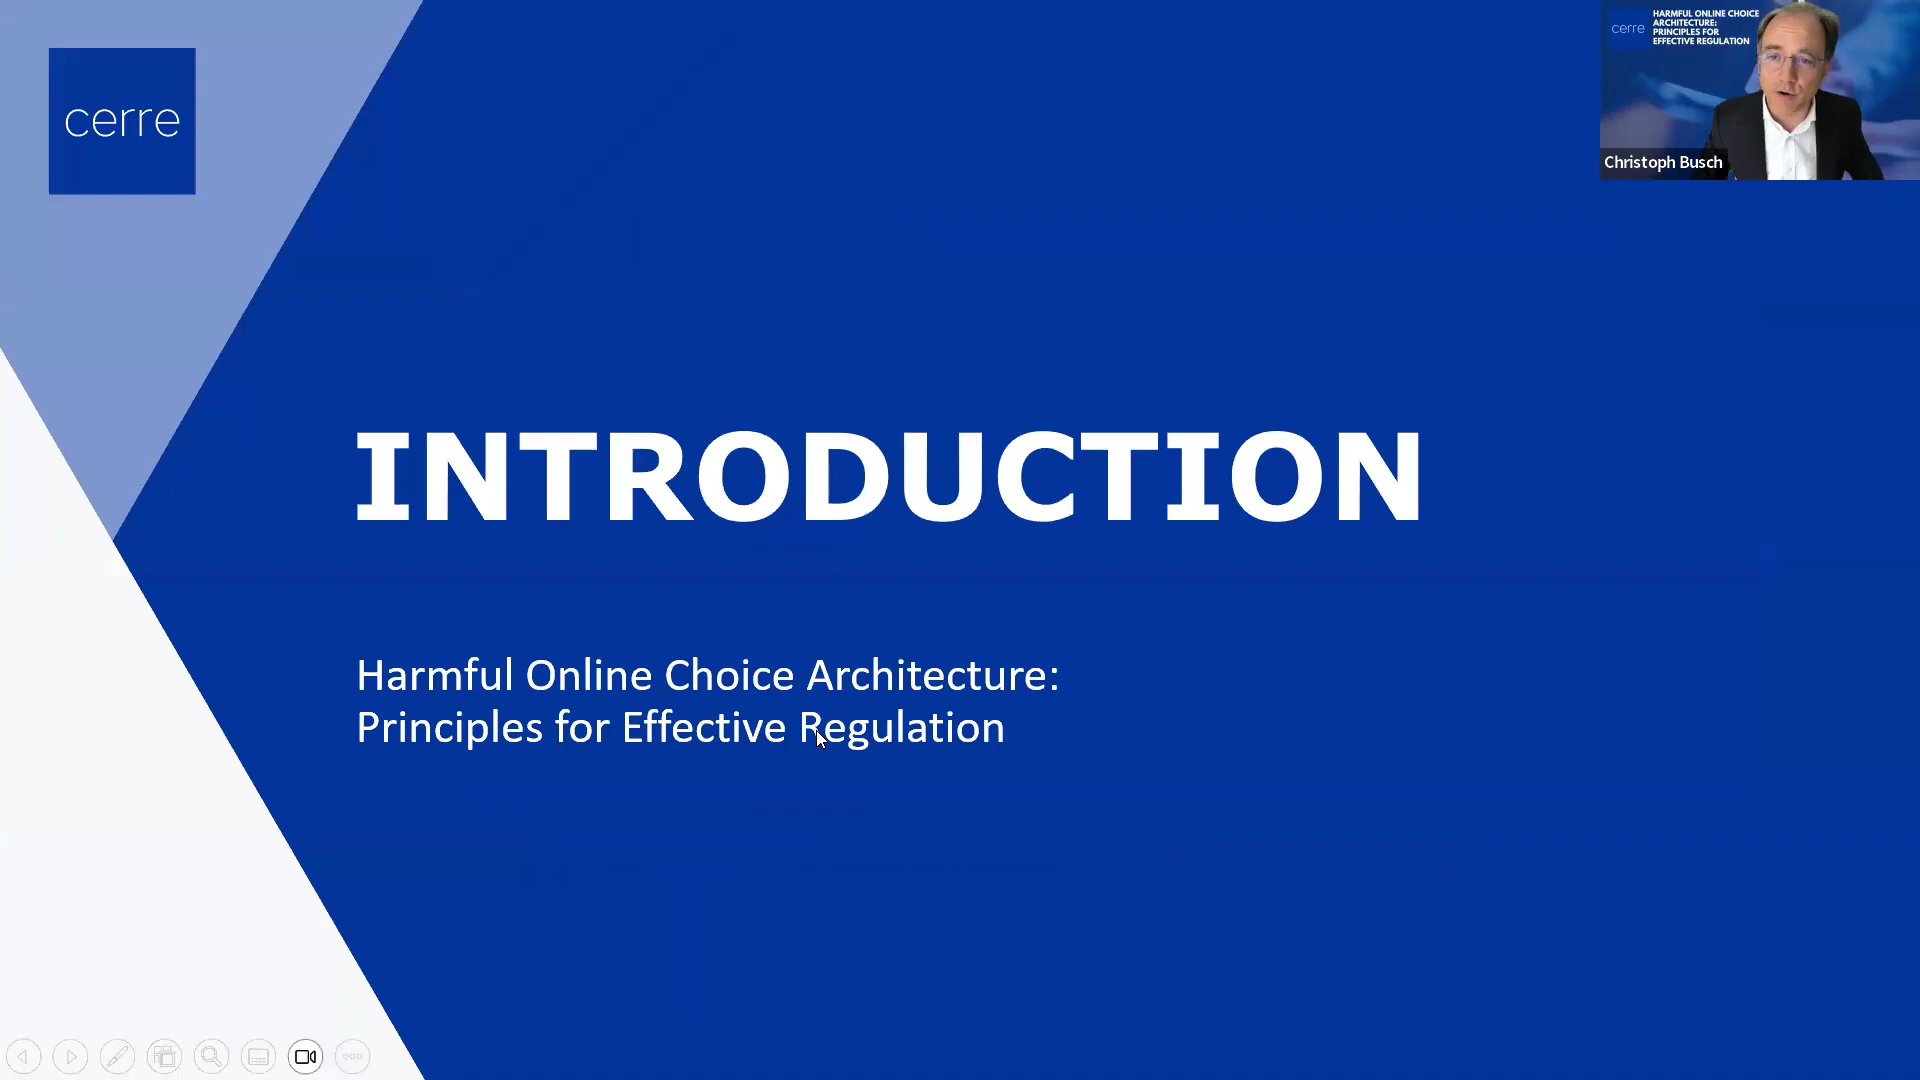 cerre
cerre
HARMFUL ONLINE CHOICE
ARCHITECTURE:
PRINCIPLES FOR
EFFECTIVE REGULATION
Christoph Busch
INTRODUCTION
Harmful Online Choice Architecture:
Principles for Effective Regulation